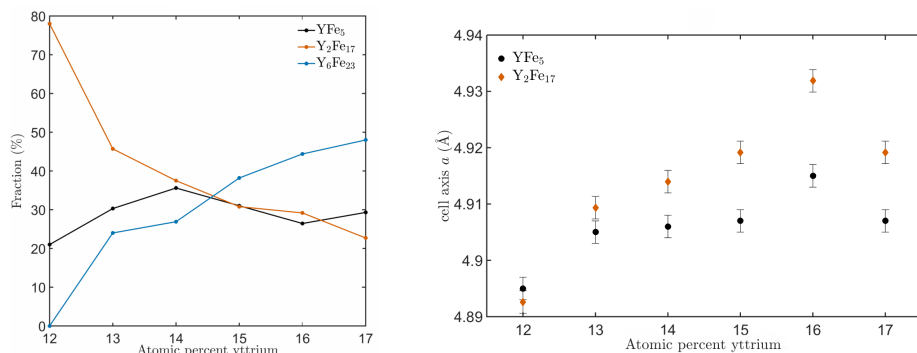 80
70
60
50
40
30
20
10
0
Fraction (%)
YFe₅
Y₂Fe₁₇
Y₆Fe₂₃
12 13 14 15 16 17
Atomic percent yttrium
4.94
4.93
4.92
4.91
4.9
4.89
cell axis a (Å)
YFe₅
Y₂Fe₁₇
12 13 14 15 16 17
Atomic percent yttrium